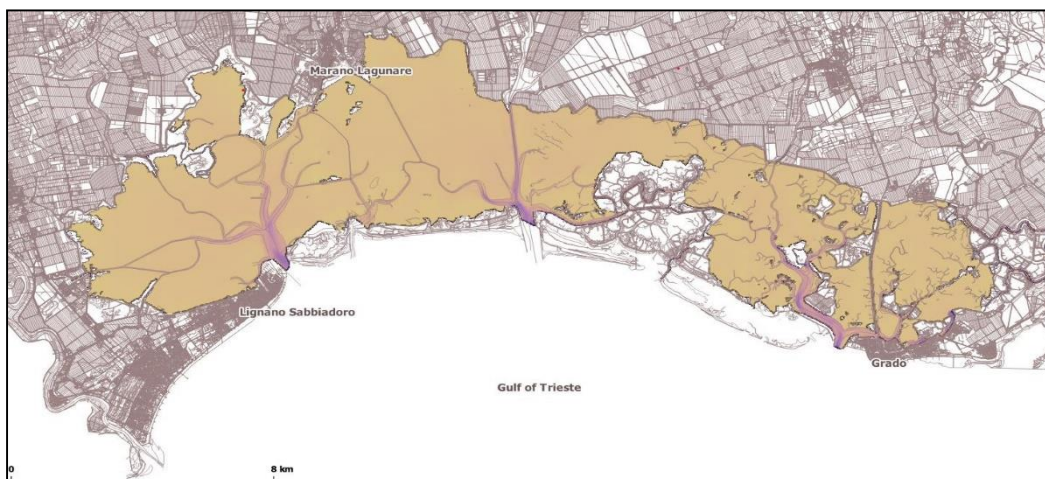 Marano Lagunare
Lignano Sabbiadoro
Grado
Gulf of Trieste
0
8 km